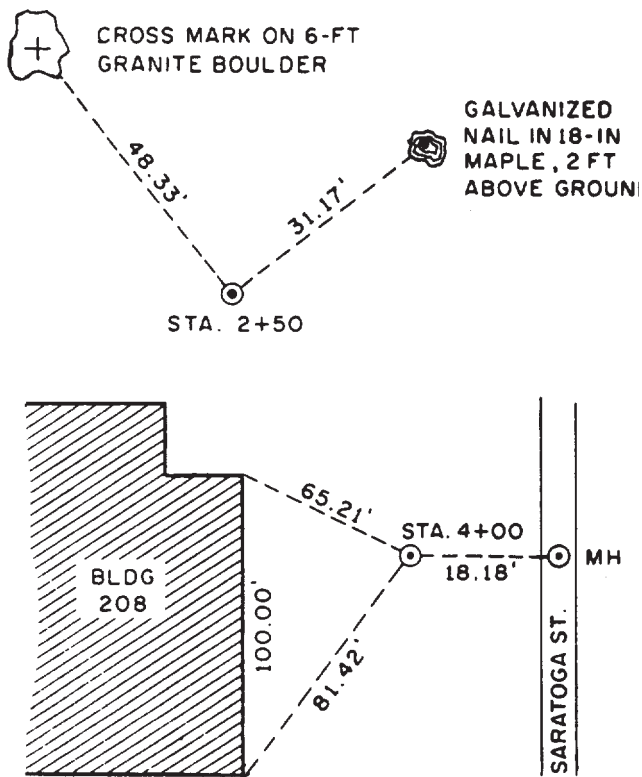 CROSS MARK ON 6-FT
GRANITE BOULDER
GALVANIZED
NAIL IN 18-IN
MAPLE, 2 FT
ABOVE GROUN
48.33'
31.17'
STA. 2+50
65.21'
STA. 4+00
18.18'
MH
BLDG
208
100.00'
81.42'
SARATOGA ST.